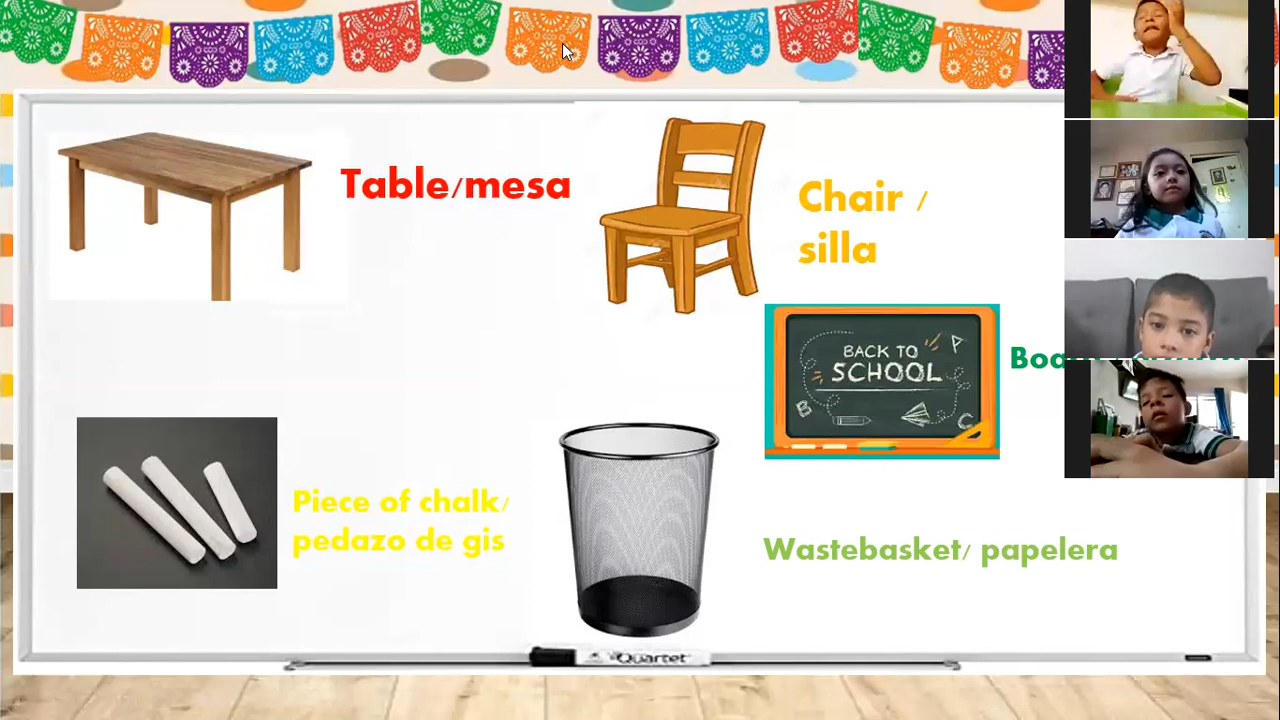 Table/mesa
Chair /
silla
BACK TO
SCHOOL
P
B
C
Piece of chalk/
pedazo de gis
Wastebasket/ papelera
Quartet